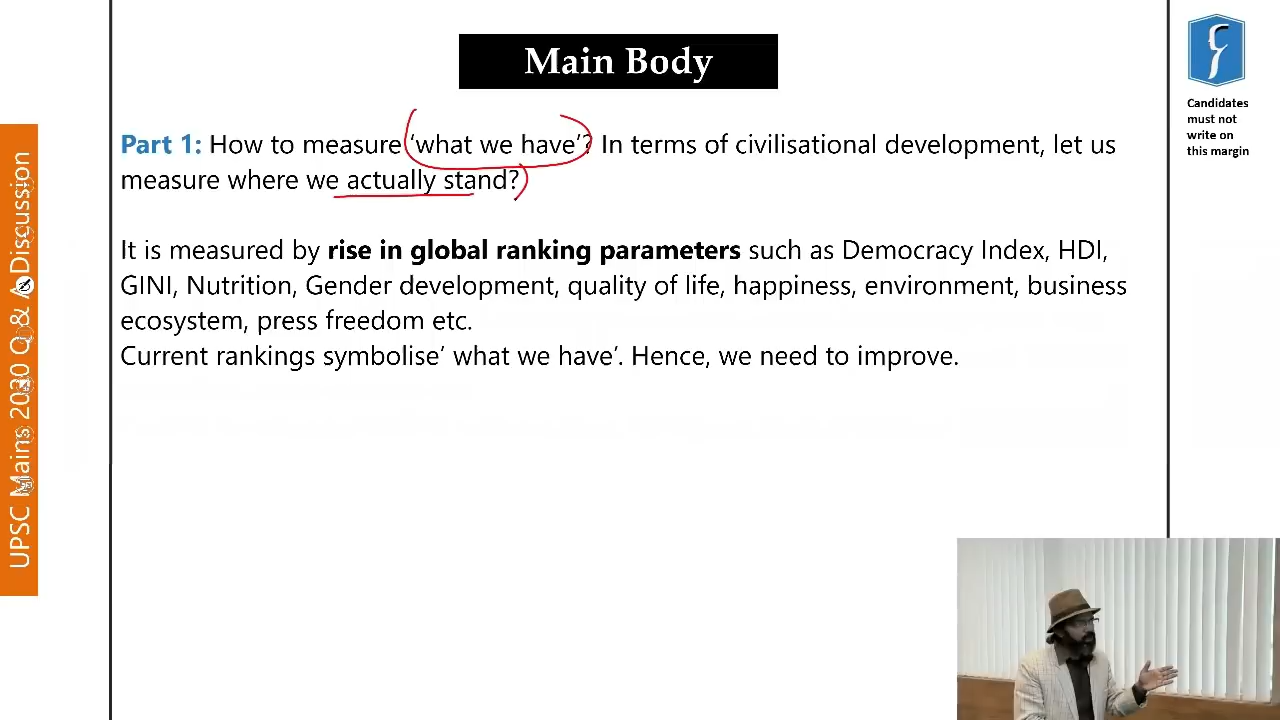 Main Body
Candidates
must not
write on
this margin
Part 1: How to measure ‘what we have’? In terms of civilisational development, let us
measure where we actually stand?
It is measured by rise in global ranking parameters such as Democracy Index, HDI,
GINI, Nutrition, Gender development, quality of life, happiness, environment, business
ecosystem, press freedom etc.
Current rankings symbolise‘ what we have’. Hence, we need to improve.
UPSC Mains 2020 Q & A Discussion